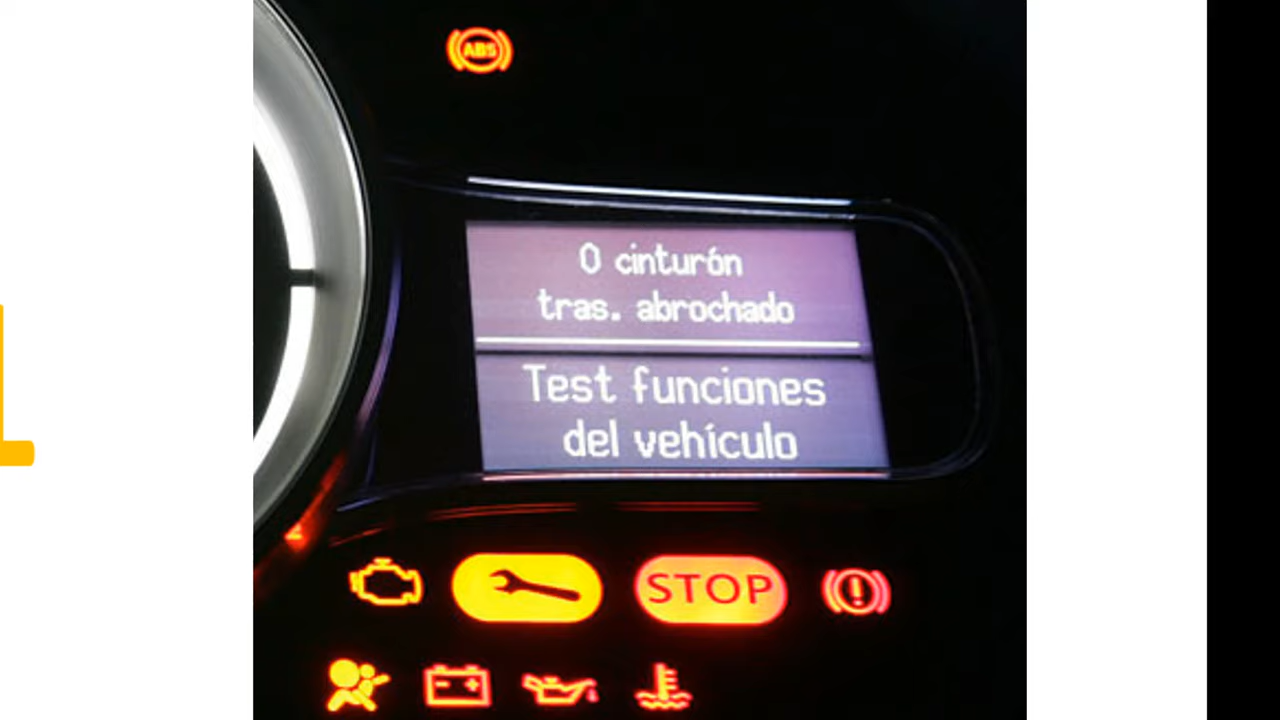 ABS
0 cinturón
tras. abrochado
Test funciones
del vehículo
STOP